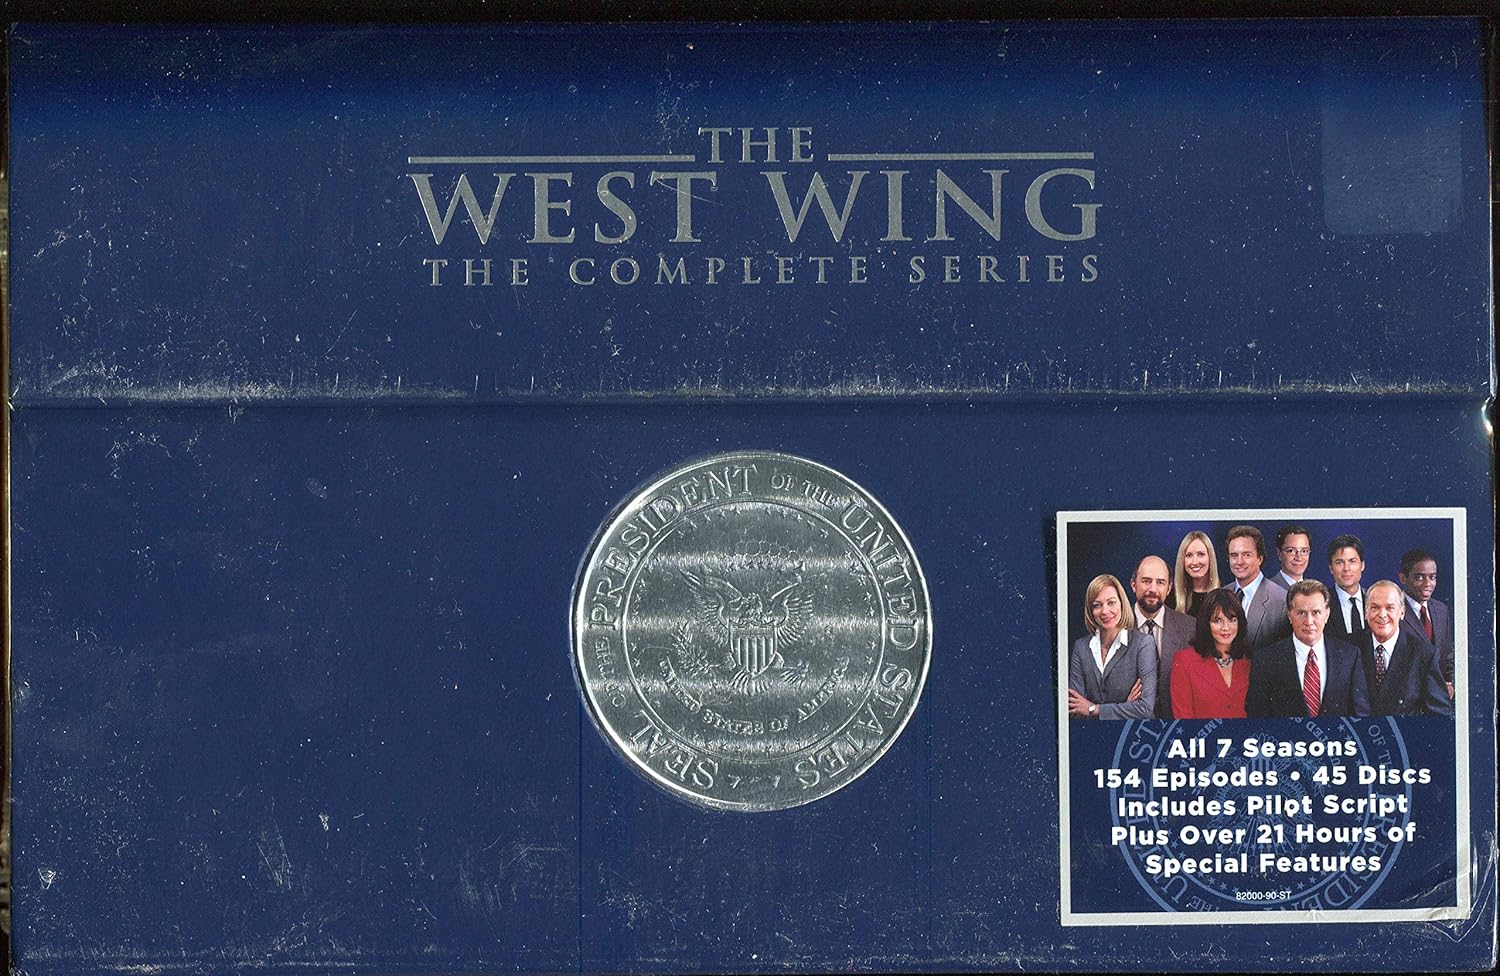 THE
WEST WING
THE COMPLETE SERIES
SEAL OF THE PRESIDENT OF THE UNITED STATES
UNITED STATES OF AMERICA
All 7 Seasons
154 Episodes • 45 Discs
Includes Pilot Script
Plus Over 21 Hours of
Special Features
82000-90-ST